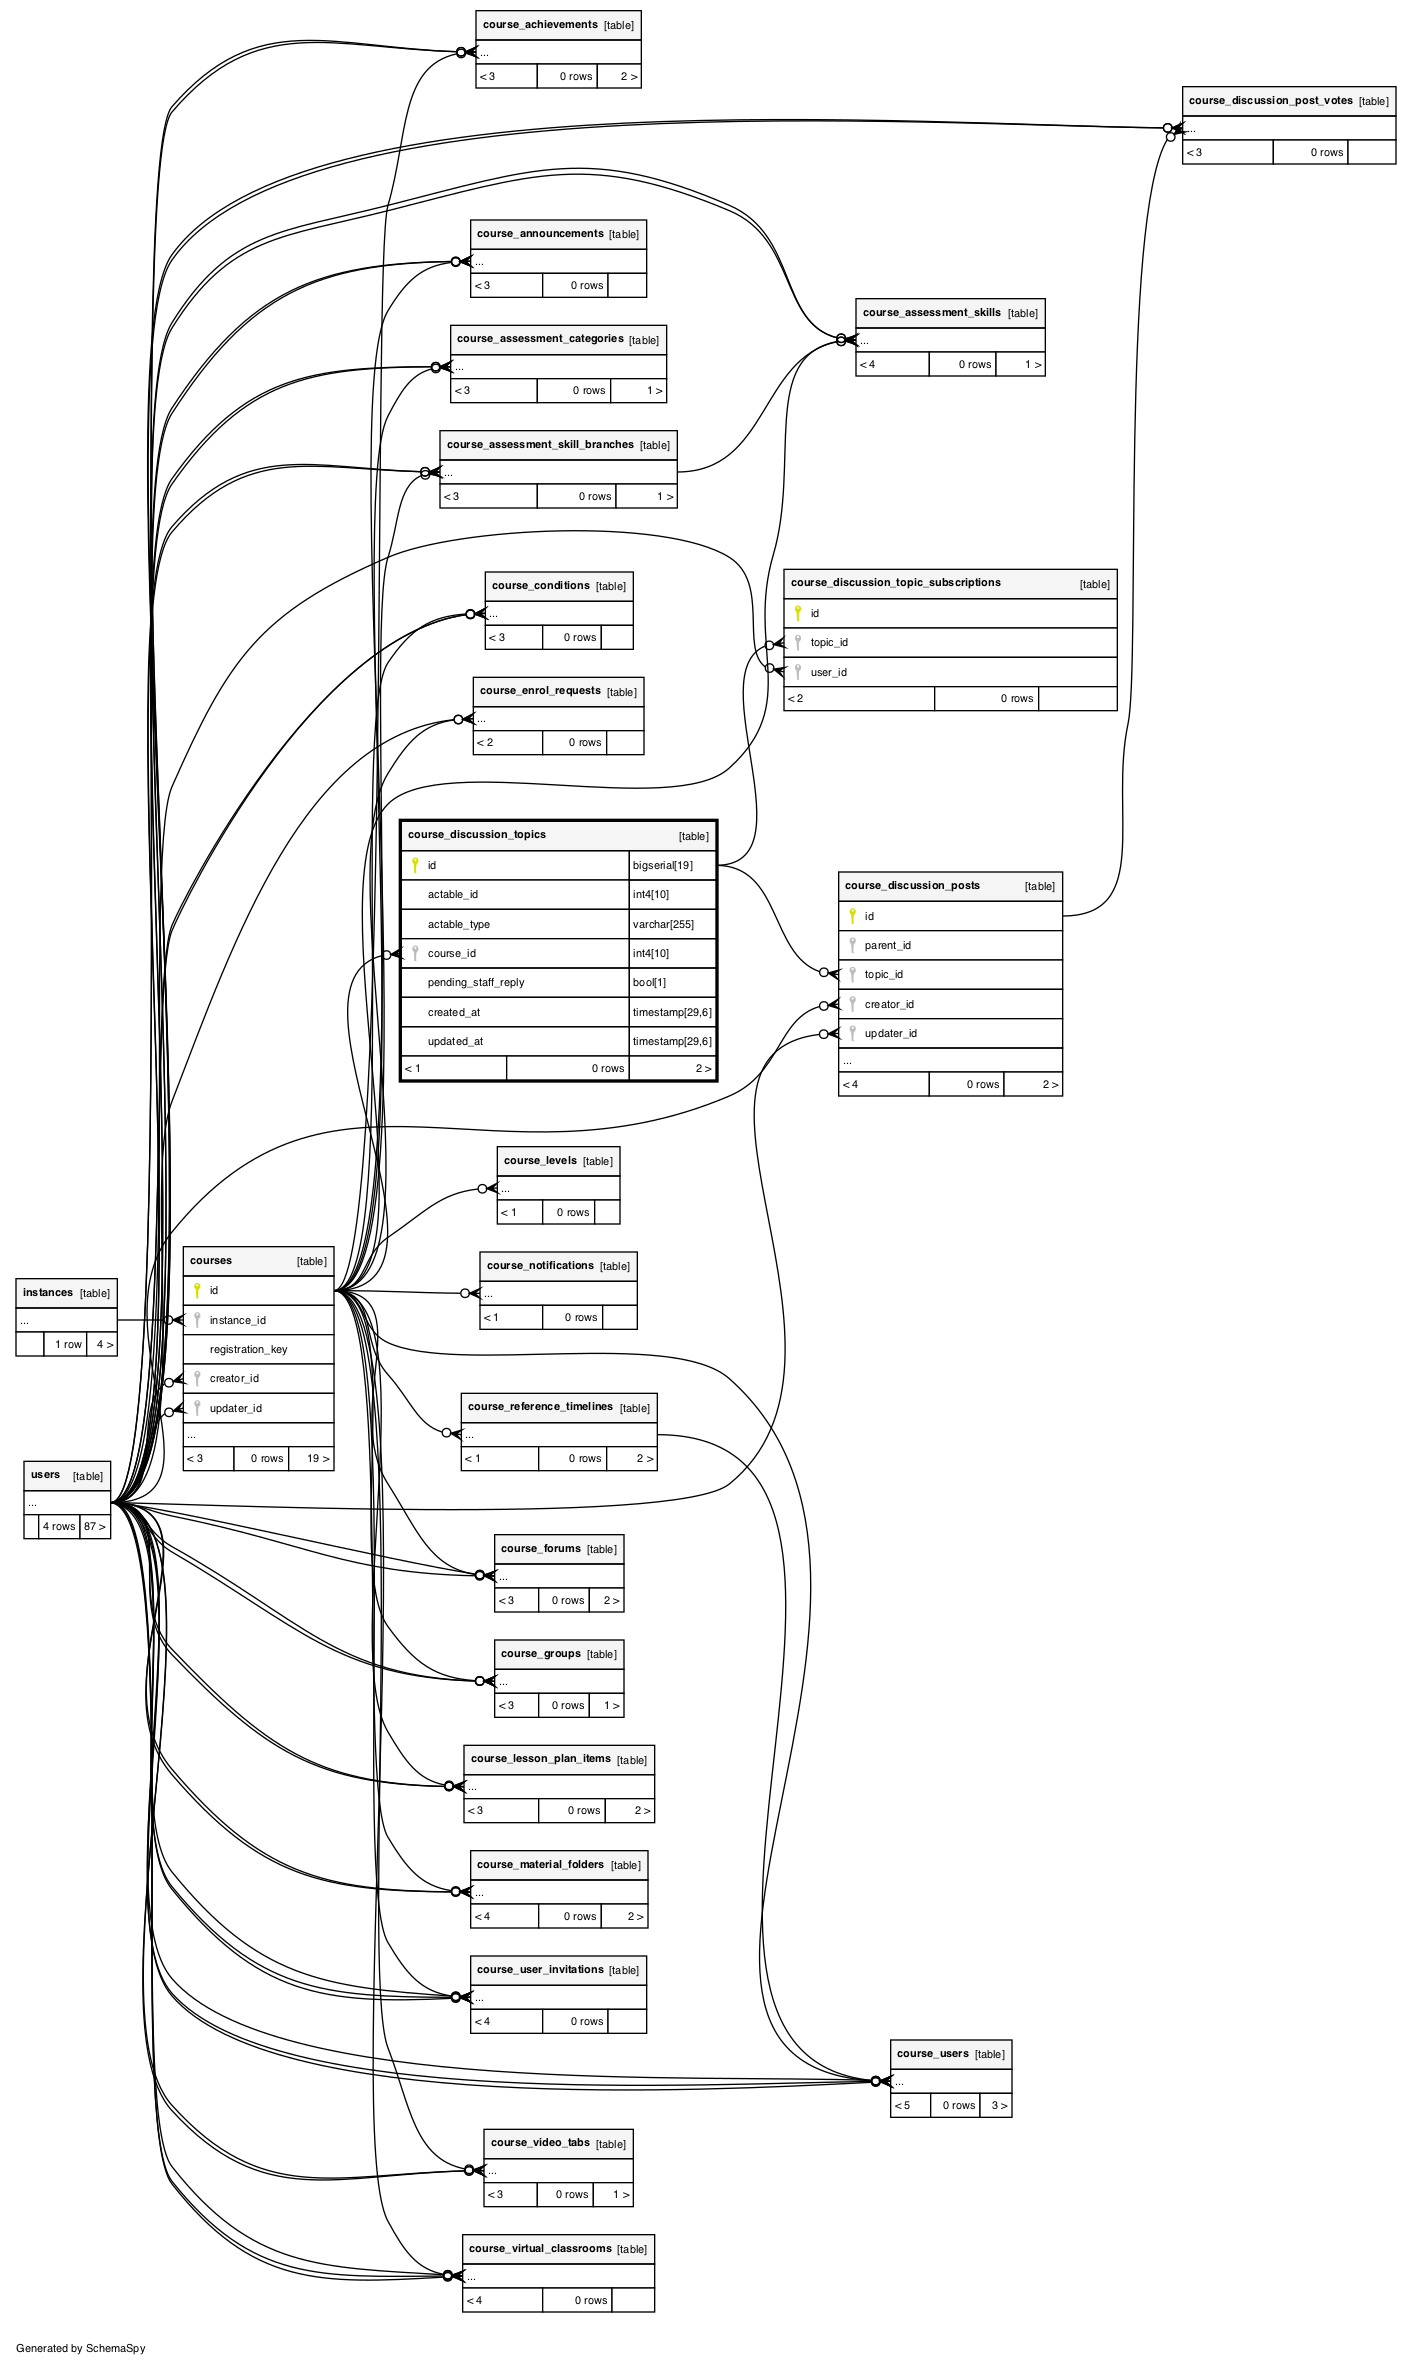 course_achievements [table]
...
< 3 0 rows 2 >
course_discussion_post_votes [table]
...
< 3 0 rows
course_announcements [table]
...
< 3 0 rows
course_assessment_skills [table]
...
< 4 0 rows 1 >
course_assessment_categories [table]
...
< 3 0 rows 1 >
course_assessment_skill_branches [table]
...
< 3 0 rows 1 >
course_conditions [table]
...
< 3 0 rows
course_discussion_topic_subscriptions [table]
id
topic_id
user_id
< 2 0 rows
course_enrol_requests [table]
...
< 2 0 rows
course_discussion_topics [table]
id bigserial[19]
actable_id int4[10]
actable_type varchar[255]
course_id int4[10]
pending_staff_reply bool[1]
created_at timestamp[29,6]
updated_at timestamp[29,6]
< 1 0 rows 2 >
course_discussion_posts [table]
id
parent_id
topic_id
creator_id
updater_id
...
< 4 0 rows 2 >
course_levels [table]
...
< 1 0 rows
courses [table]
id
instance_id
registration_key
creator_id
updater_id
...
< 3 0 rows 19 >
course_notifications [table]
...
< 1 0 rows
instances [table]
...
1 row 4 >
course_reference_timelines [table]
...
< 1 0 rows 2 >
users [table]
...
4 rows 87 >
course_forums [table]
...
< 3 0 rows 2 >
course_groups [table]
...
< 3 0 rows 1 >
course_lesson_plan_items [table]
...
< 3 0 rows 2 >
course_material_folders [table]
...
< 4 0 rows 2 >
course_user_invitations [table]
...
< 4 0 rows
course_users [table]
...
< 5 0 rows 3 >
course_video_tabs [table]
...
< 3 0 rows 1 >
course_virtual_classrooms [table]
...
< 4 0 rows
Generated by SchemaSpy